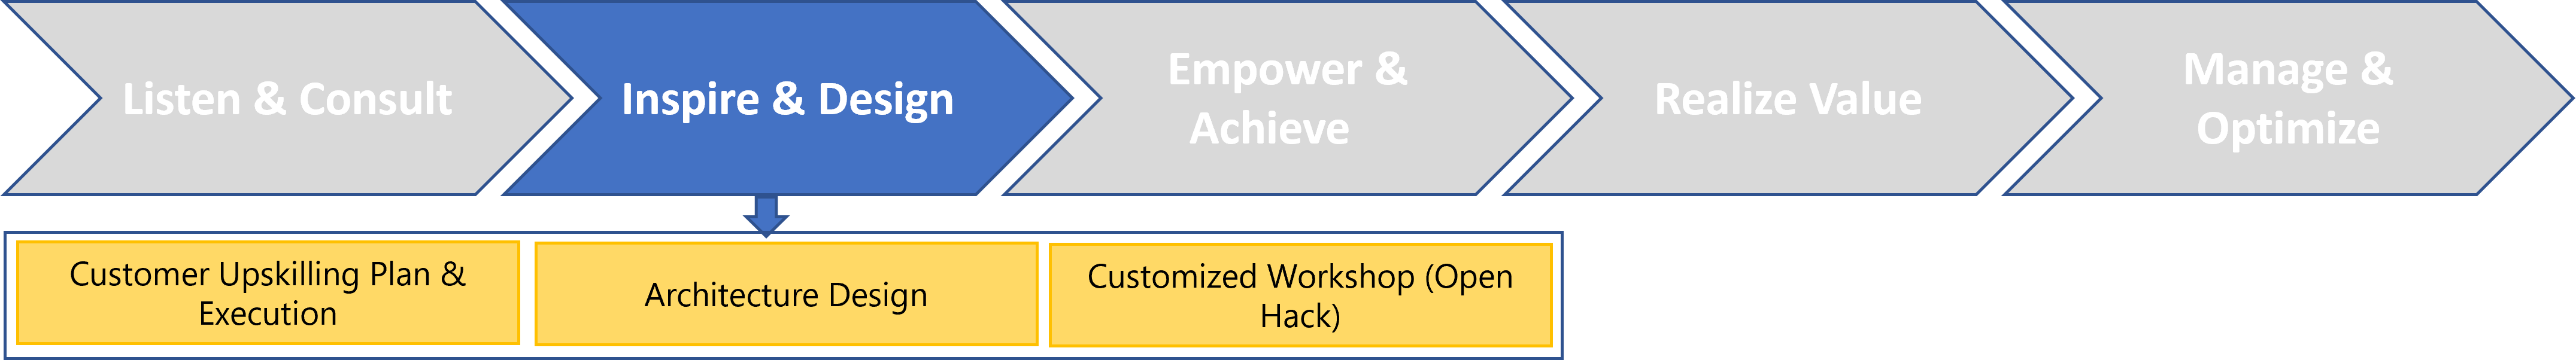 Listen & Consult
Inspire & Design
Empower &
Achieve
Realize Value
Manage &
Optimize
Customer Upskilling Plan &
Execution
Architecture Design
Customized Workshop (Open
Hack)